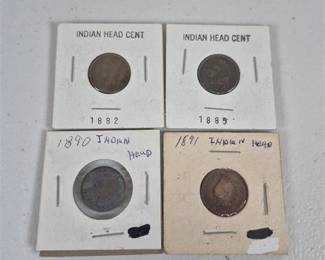 INDIAN HEAD CENT
1882
INDIAN HEAD CENT
1889
1890 INDIAN
HEAD
1891 INDIAN HEAD